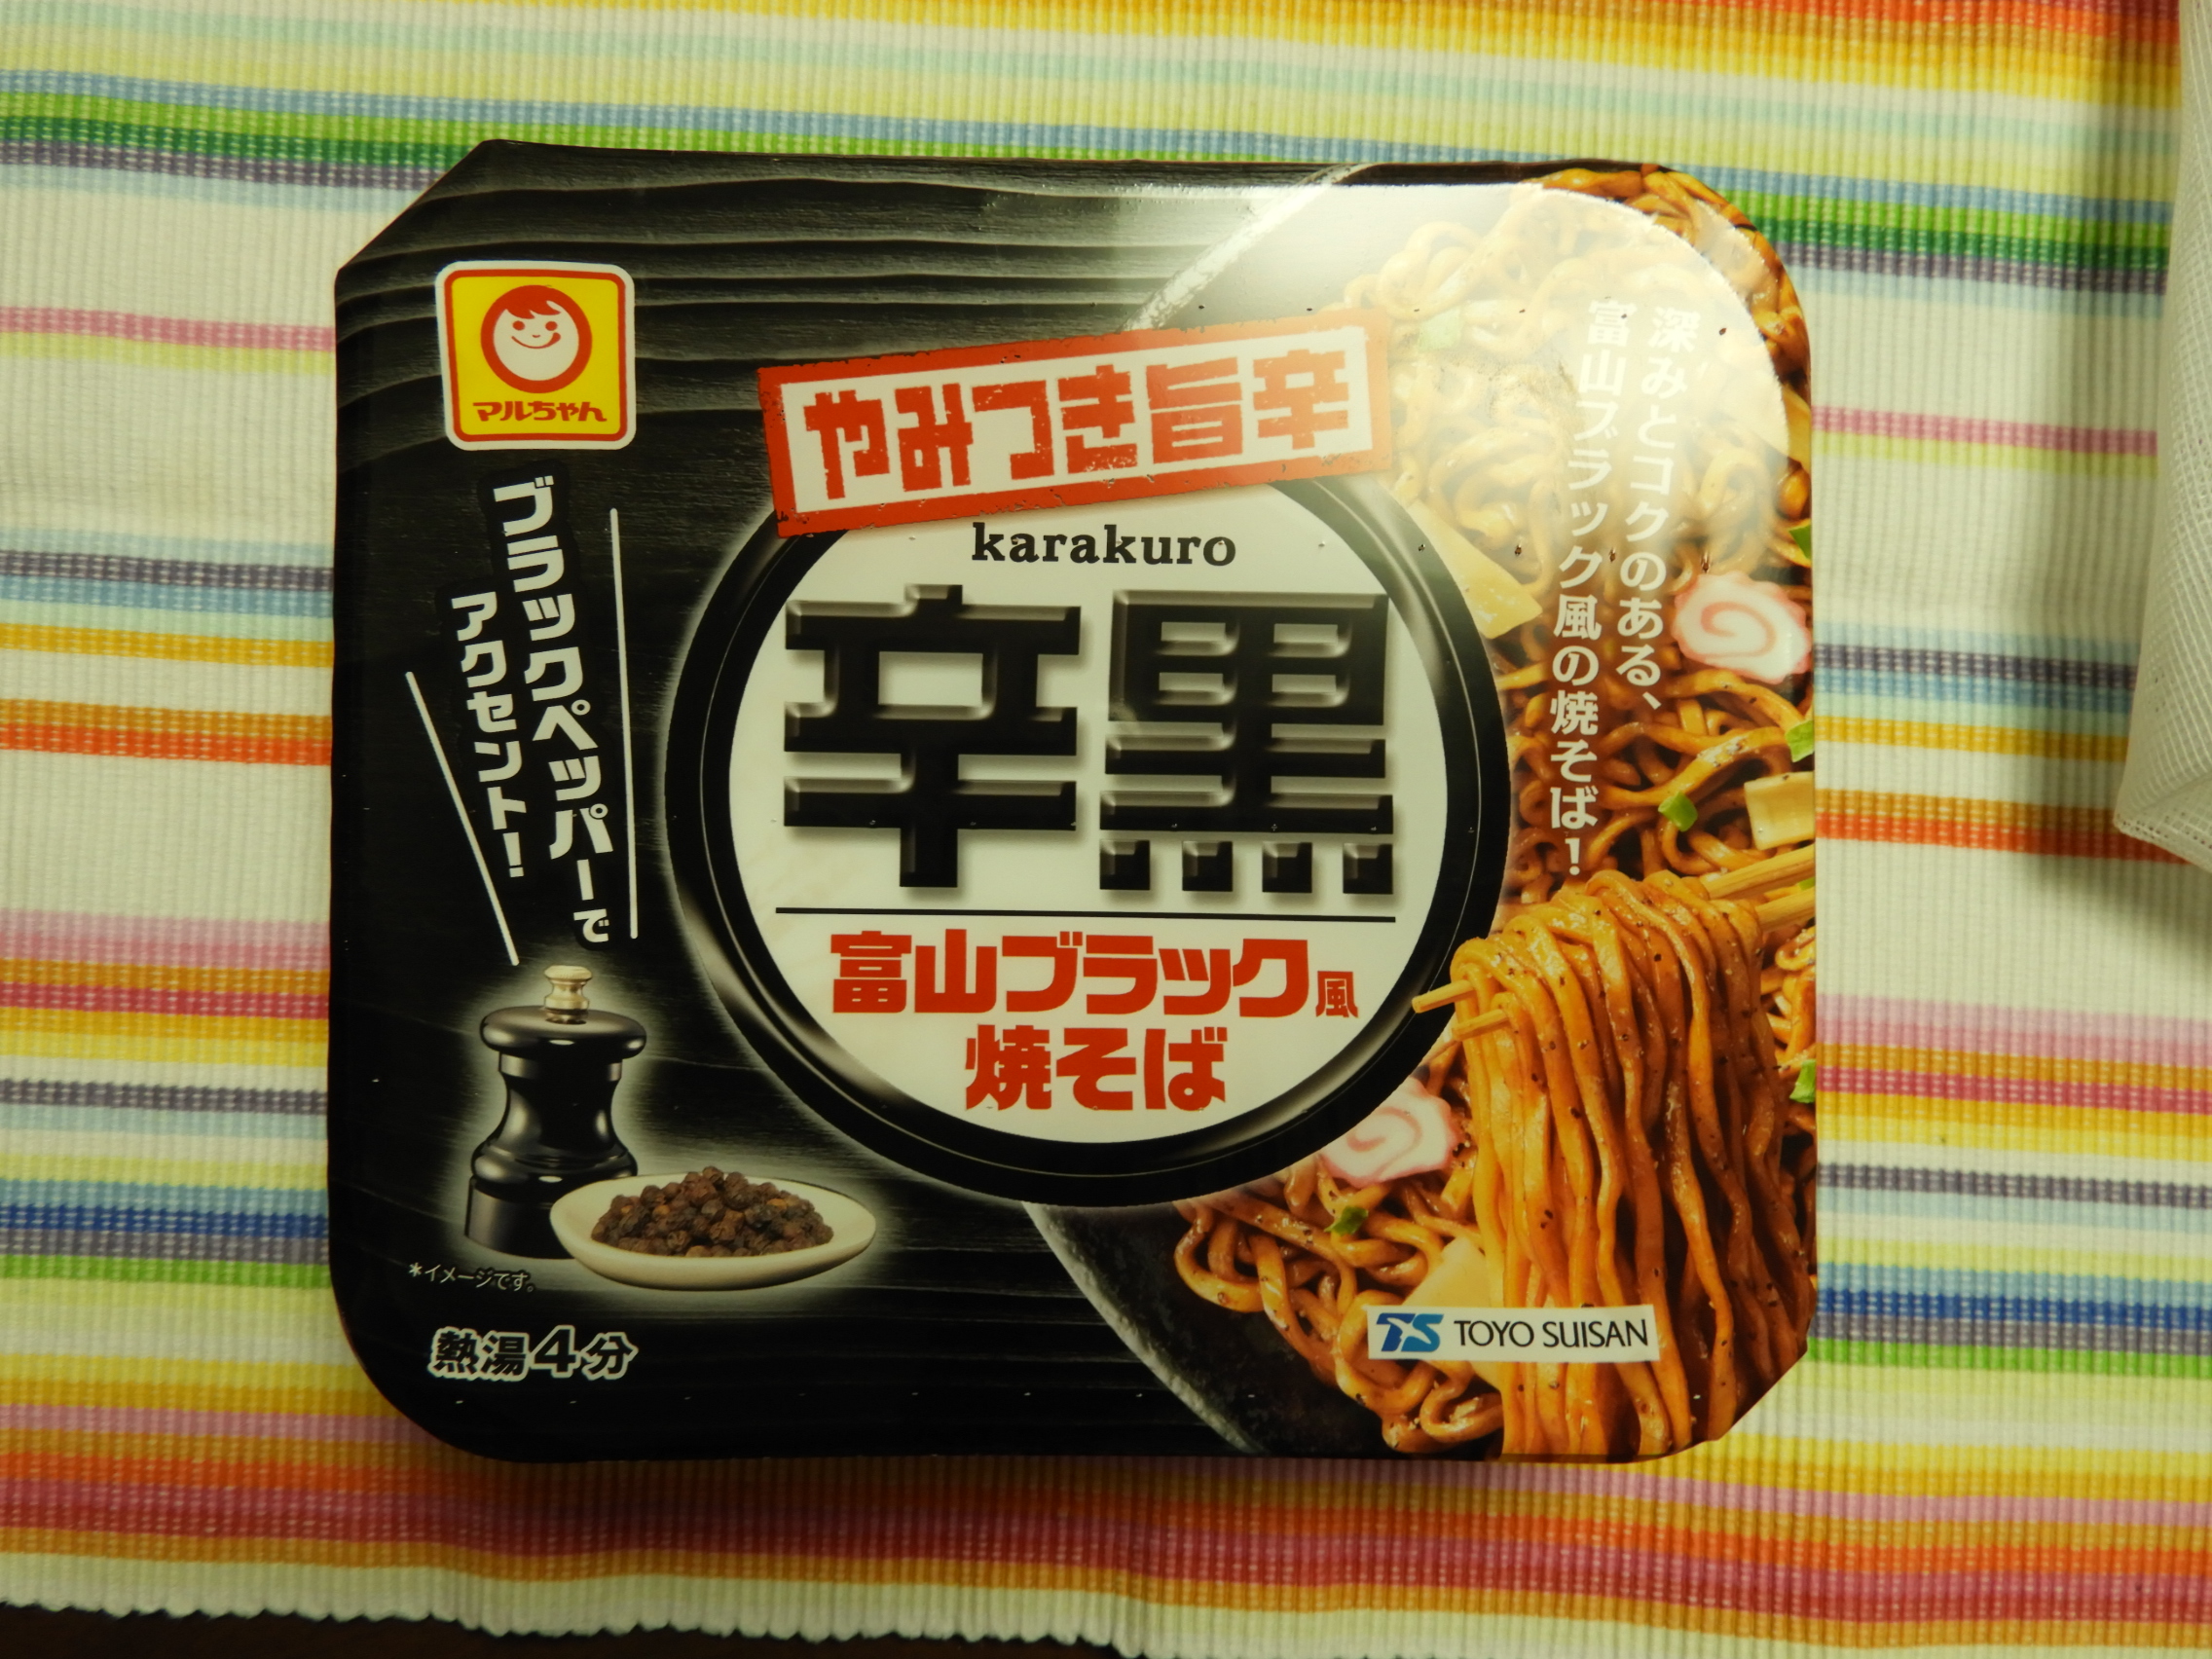 マルちゃん
やみつき旨辛
karakuro
辛黒
富山ブラック風
焼そば
深みとコクのある、
富山ブラック風の焼そば!
ブラックペッパーで
アクセント!
*イメージです。
熱湯4分
TS TOYO SUISAN